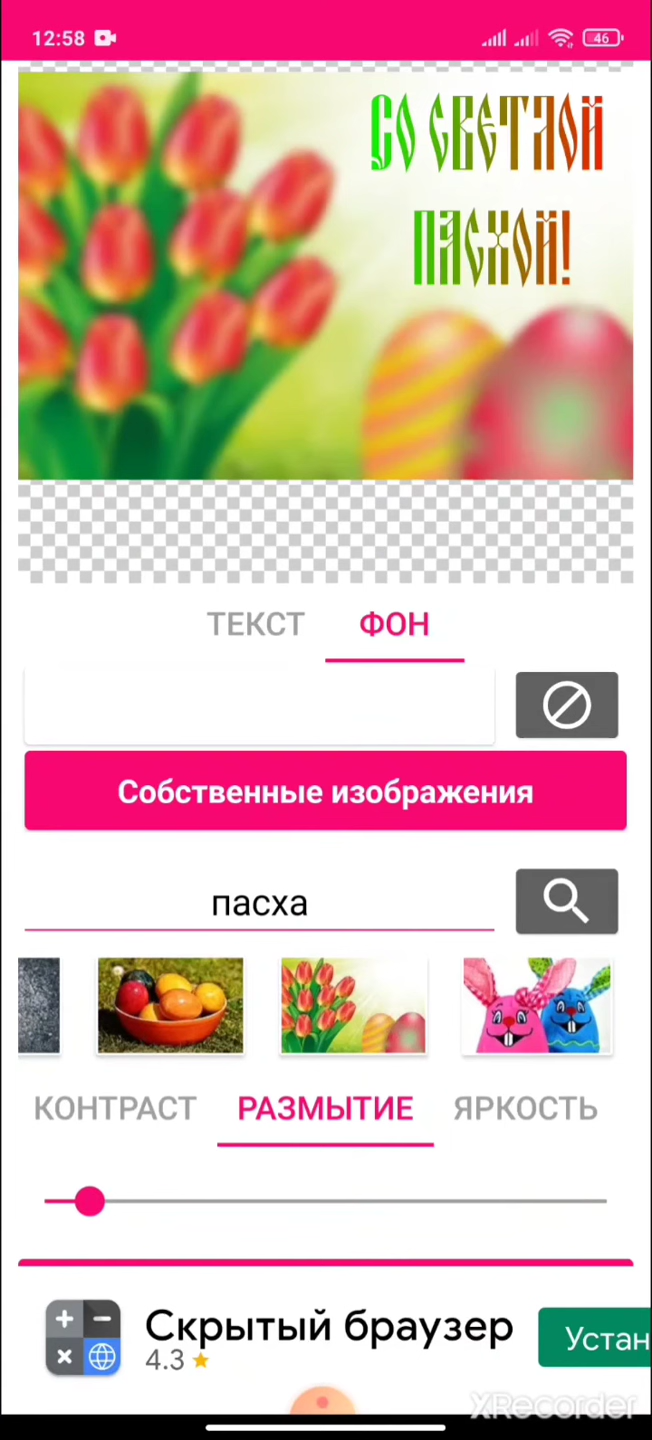 12:58
46
СО СВЕТЛОЙ
ПАСХОЙ!
ТЕКСТ ФОН
Собственные изображения
пасха
КОНТРАСТ РАЗМЫТИЕ ЯРКОСТЬ
Скрытый браузер
4.3
Устан
XRecorder